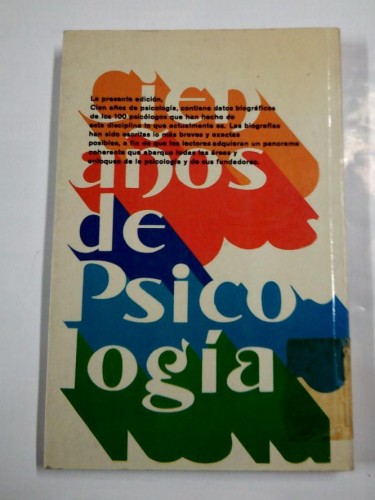 Cien
La presente edición,
Cien años de psicología, contiene datos biográficos
de los 100 psicólogos que han hecho de
esta disciplina lo que actualmente es. Las biografías
han sido escritas lo más breves y exactas
posibles, a fin de que los lectores adquieran un panorama
coherente que abarque todas las áreas y
enfoques de la psicología y de sus fundadores.
años
de
Psico
logía